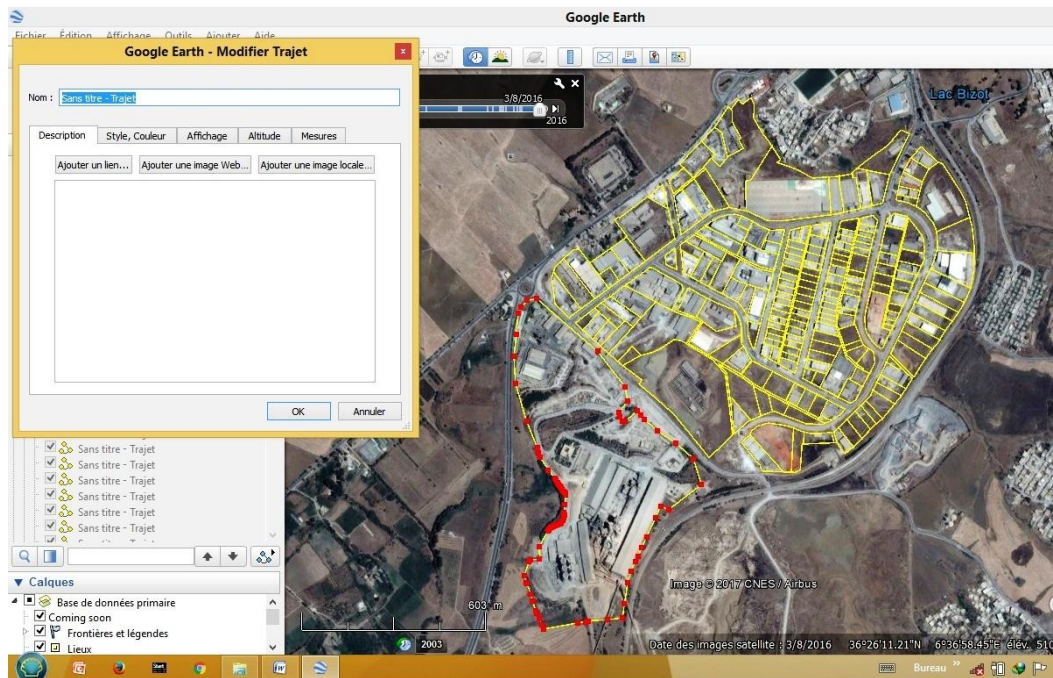 Google Earth
Fichier Édition Affichage Outils Ajouter Aide
Google Earth - Modifier Trajet
Nom : Sans titre - Trajet
Description Style, Couleur Affichage Altitude Mesures
Ajouter un lien... Ajouter une image Web... Ajouter une image locale...
OK Annuler
3/8/2016
2016
Lac Bizot
Sans titre - Trajet
Sans titre - Trajet
Sans titre - Trajet
Sans titre - Trajet
Sans titre - Trajet
Sans titre - Trajet
Calques
Base de données primaire
Coming soon
Frontières et légendes
Lieux
603 m
2003
Image © 2017 CNES / Airbus
Date des images satellite : 3/8/2016 36°26'11.21"N 6°36'58.45"E élév. 510
Start
Bureau